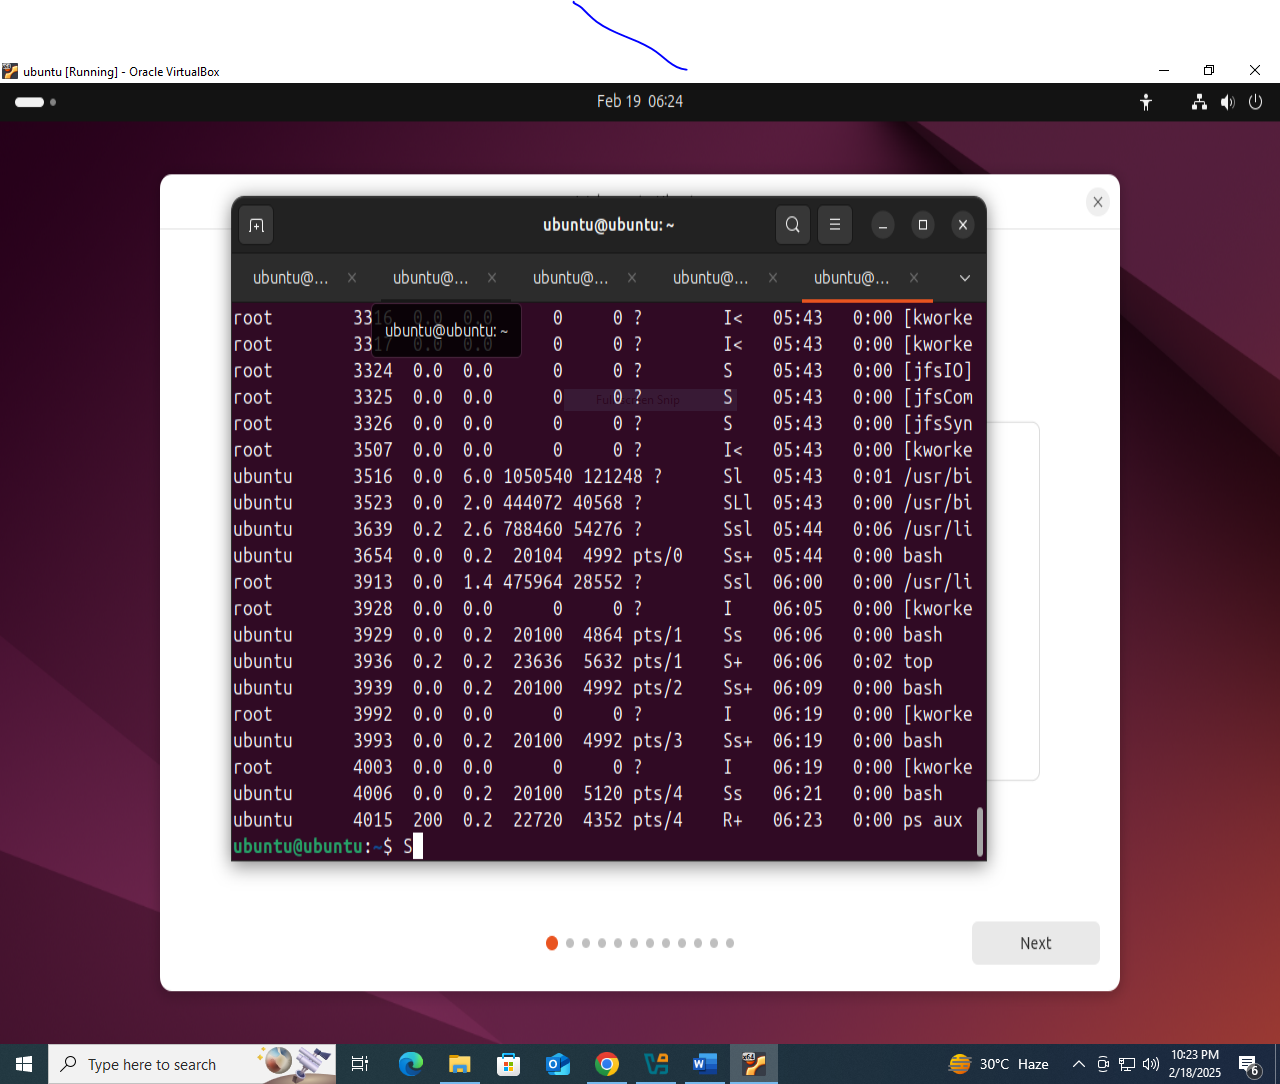 ubuntu [Running] - Oracle VirtualBox
Feb 19 06:24
ubuntu@ubuntu: ~
ubuntu@... ubuntu@... ubuntu@... ubuntu@... ubuntu@...
ubuntu@ubuntu: ~
root 3316 0.0 0.0 0 0 ? I< 05:43 0:00 [kworke
root 3317 0.0 0.0 0 0 ? I< 05:43 0:00 [kworke
root 3324 0.0 0.0 0 0 ? S 05:43 0:00 [jfsIO]
root 3325 0.0 0.0 0 0 ? S 05:43 0:00 [jfsCom
Full-screen Snip
root 3326 0.0 0.0 0 0 ? S 05:43 0:00 [jfsSyn
root 3507 0.0 0.0 0 0 ? I< 05:43 0:00 [kworke
ubuntu 3516 0.0 6.0 1050540 121248 ? Sl 05:43 0:01 /usr/bi
ubuntu 3523 0.0 2.0 444072 40568 ? SLl 05:43 0:00 /usr/bi
ubuntu 3639 0.2 2.6 788460 54276 ? Ssl 05:44 0:06 /usr/li
ubuntu 3654 0.0 0.2 20104 4992 pts/0 Ss+ 05:44 0:00 bash
root 3913 0.0 1.4 475964 28552 ? Ssl 06:00 0:00 /usr/li
root 3928 0.0 0.0 0 0 ? I 06:05 0:00 [kworke
ubuntu 3929 0.0 0.2 20100 4864 pts/1 Ss 06:06 0:00 bash
ubuntu 3936 0.2 0.2 23636 5632 pts/1 S+ 06:06 0:02 top
ubuntu 3939 0.0 0.2 20100 4992 pts/2 Ss+ 06:09 0:00 bash
root 3992 0.0 0.0 0 0 ? I 06:19 0:00 [kworke
ubuntu 3993 0.0 0.2 20100 4992 pts/3 Ss+ 06:19 0:00 bash
root 4003 0.0 0.0 0 0 ? I 06:19 0:00 [kworke
ubuntu 4006 0.0 0.2 20100 5120 pts/4 Ss 06:21 0:00 bash
ubuntu 4015 200 0.2 22720 4352 pts/4 R+ 06:23 0:00 ps aux
ubuntu@ubuntu:~$ S
Next
Type here to search
30°C Haze
10:23 PM
2/18/2025
6